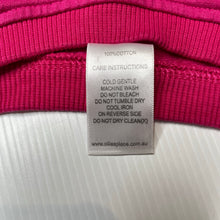 100%COTTON
CARE INSTRUCTIONS
COLD GENTLE
MACHINE WASH
DO NOT BLEACH
DO NOT TUMBLE DRY
COOL IRON
ON REVERSE SIDE
DO NOT DRY CLEAN(X)
www.olliesplace.com.au